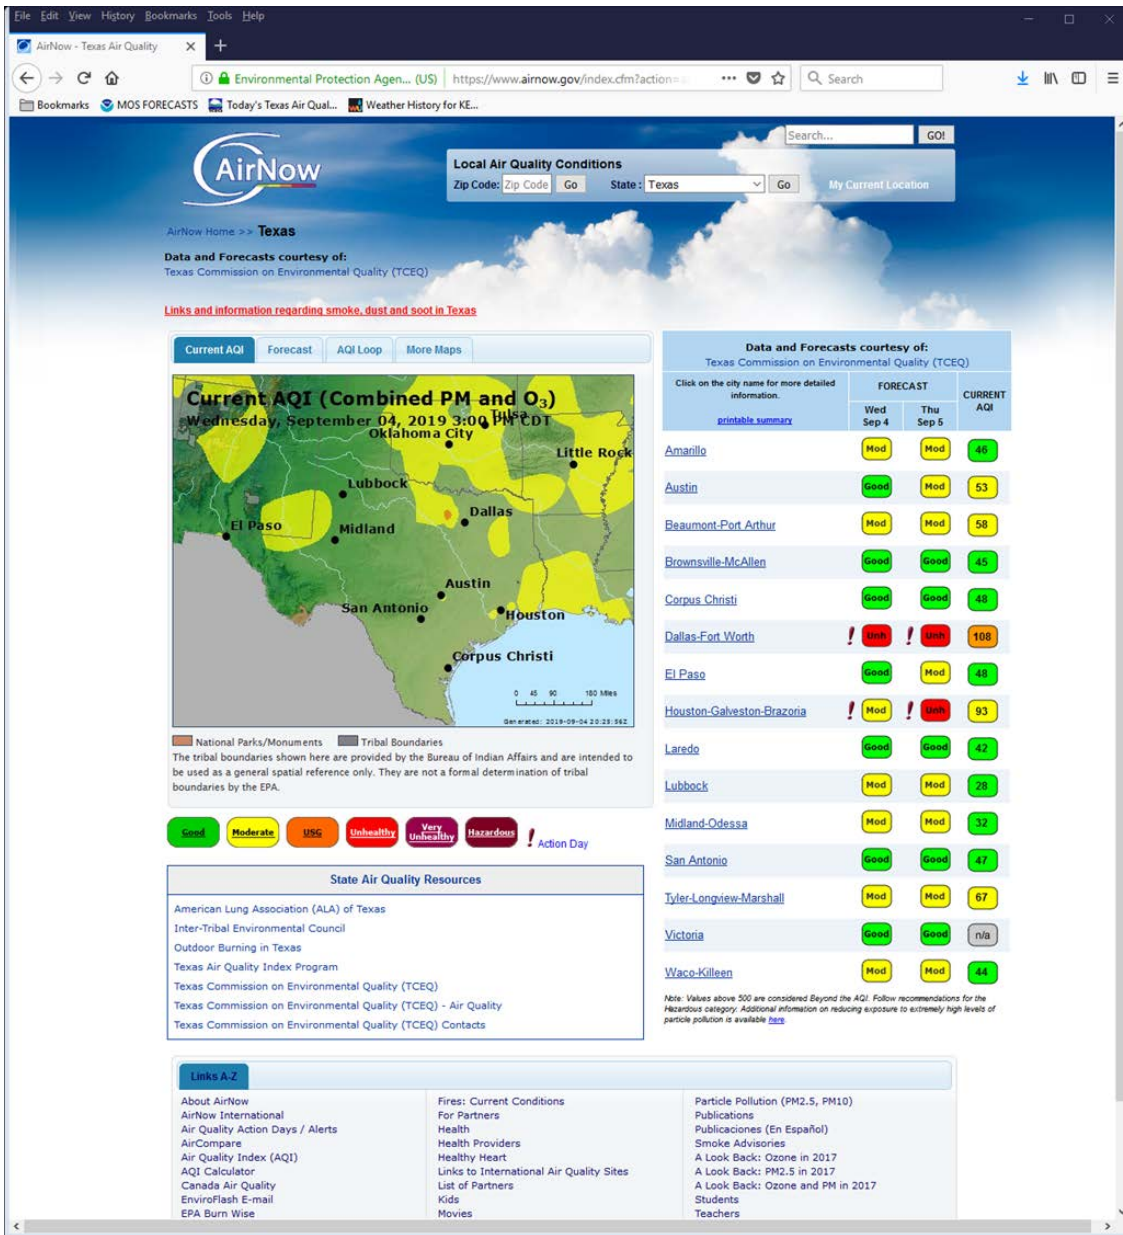 File Edit View History Bookmarks Tools Help
AirNow - Texas Air Quality
Environmental Protection Agen... (US) https://www.airnow.gov/index.cfm?action= Search
Bookmarks MOS FORECASTS Today's Texas Air Qual... Weather History for KE...
Search... GO!
AirNow
Local Air Quality Conditions
Zip Code: Zip Code Go State : Texas Go My Current Location
AirNow Home >> Texas
Data and Forecasts courtesy of:
Texas Commission on Environmental Quality (TCEQ)
Links and information regarding smoke, dust and soot in Texas
Current AQI Forecast AQI Loop More Maps
Current AQI (Combined PM and O3)
Wednesday, September 04, 2019 3:00 PM CDT
Tulsa
Oklahoma City
Little Rock
Lubbock
Dallas
El Paso
Midland
Austin
San Antonio
Houston
Corpus Christi
0 45 90 180 Miles
Generated: 2019-09-04 20:29:56Z
National Parks/Monuments Tribal Boundaries
The tribal boundaries shown here are provided by the Bureau of Indian Affairs and are intended to
be used as a general spatial reference only. They are not a formal determination of tribal
boundaries by the EPA.
Good Moderate USG Unhealthy Very Unhealthy Hazardous ! Action Day
State Air Quality Resources
American Lung Association (ALA) of Texas
Inter-Tribal Environmental Council
Outdoor Burning in Texas
Texas Air Quality Index Program
Texas Commission on Environmental Quality (TCEQ)
Texas Commission on Environmental Quality (TCEQ) - Air Quality
Texas Commission on Environmental Quality (TCEQ) Contacts
Data and Forecasts courtesy of:
Texas Commission on Environmental Quality (TCEQ)
Click on the city name for more detailed
information.
printable summary
FORECAST
Wed Sep 4
Thu Sep 5
CURRENT AQI
Amarillo Mod Mod 46
Austin Good Mod 53
Beaumont-Port Arthur Mod Mod 58
Brownsville-McAllen Good Good 45
Corpus Christi Good Good 48
Dallas-Fort Worth ! Unh ! Unh 108
El Paso Good Mod 48
Houston-Galveston-Brazoria ! Mod ! Unh 93
Laredo Good Good 42
Lubbock Mod Mod 28
Midland-Odessa Mod Mod 32
San Antonio Good Good 47
Tyler-Longview-Marshall Mod Mod 67
Victoria Good Good n/a
Waco-Killeen Mod Mod 44
Note: Values above 500 are considered Beyond the AQI. Follow recommendations for the
Hazardous category. Additional information on reducing exposure to extremely high levels of
particle pollution is available here.
Links A-Z
About AirNow
AirNow International
Air Quality Action Days / Alerts
AirCompare
Air Quality Index (AQI)
AQI Calculator
Canada Air Quality
EnviroFlash E-mail
EPA Burn Wise
Fires: Current Conditions
For Partners
Health
Health Providers
Healthy Heart
Links to International Air Quality Sites
List of Partners
Kids
Movies
Particle Pollution (PM2.5, PM10)
Publications
Publicaciones (En Español)
Smoke Advisories
A Look Back: Ozone in 2017
A Look Back: PM2.5 in 2017
A Look Back: Ozone and PM in 2017
Students
Teachers